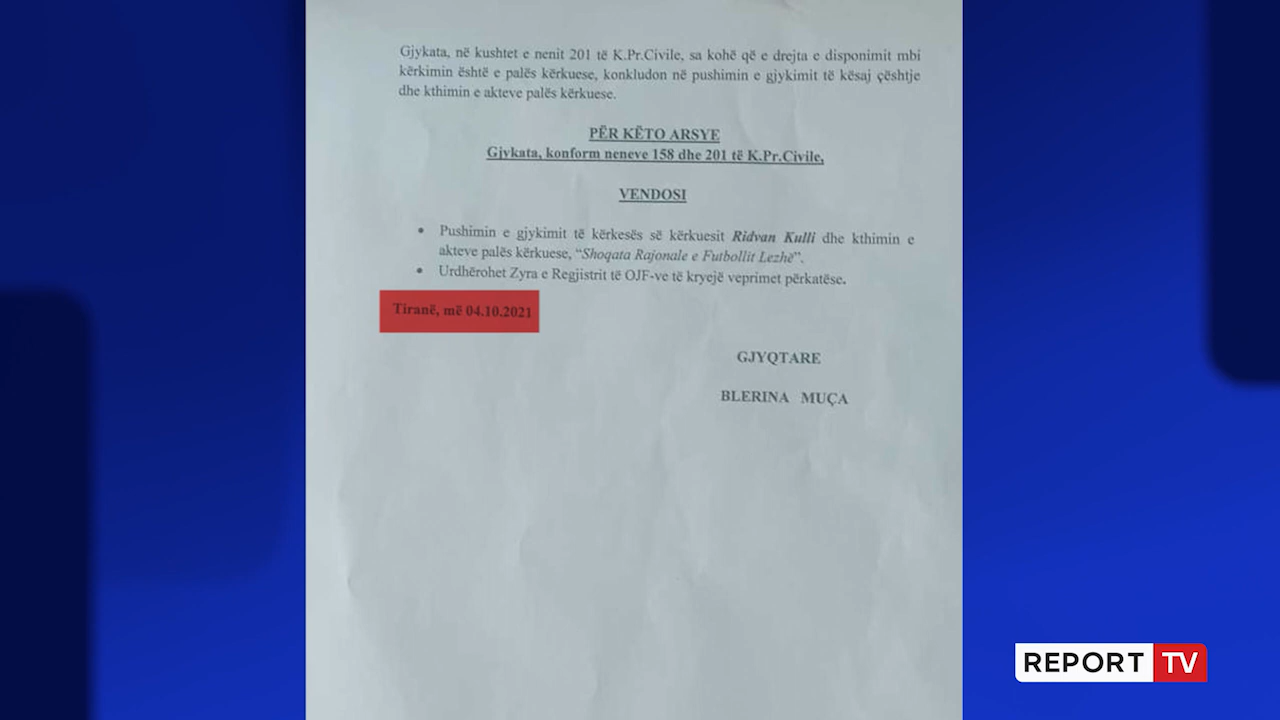 Gjykata, në kushtet e nenit 201 të K.Pr.Civile, sa kohë që e drejta e disponimit mbi
kërkimin është e palës kërkuese, konkludon në pushimin e gjykimit të kësaj çështje
dhe kthimin e akteve palës kërkuese.
PËR KËTO ARSYE
Gjykata, konform neneve 158 dhe 201 të K.Pr.Civile,
VENDOSI
• Pushimin e gjykimit të kërkesës së kërkuesit Ridvan Kulli dhe kthimin e
akteve palës kërkuese, “Shoqata Rajonale e Futbollit Lezhë”.
• Urdhërohet Zyra e Regjistrit të OJF-ve të kryejë veprimet përkatëse.
Tiranë, më 04.10.2021
GJYQTARE
BLERINA MUÇA
REPORT TV